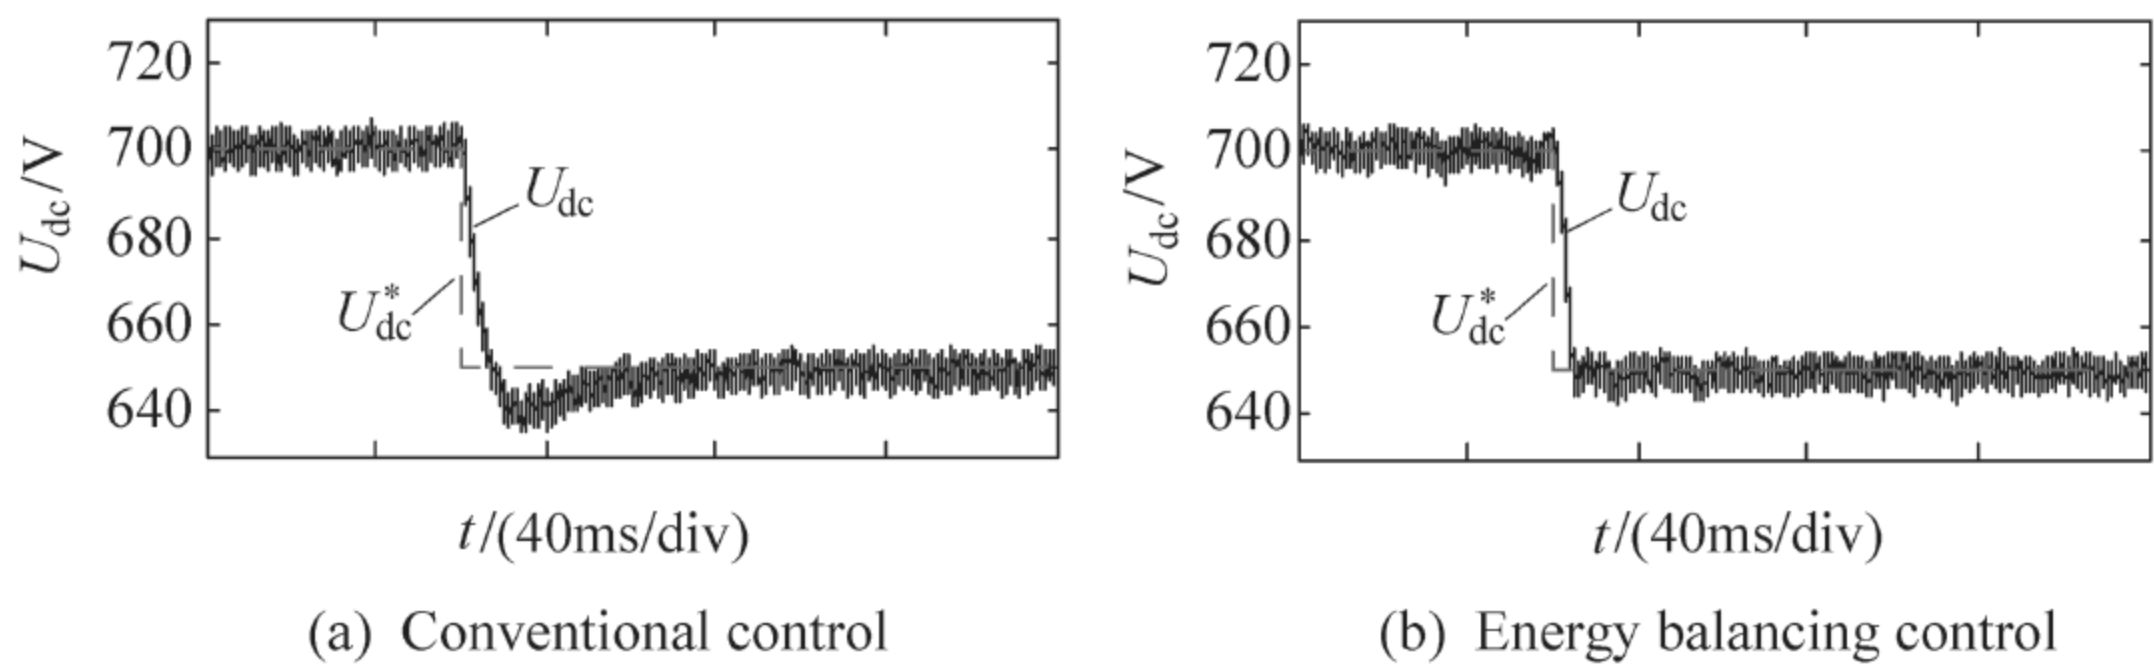 720
700
680
660
640
U_dc/V
U_dc
U*_dc
t/(40ms/div)
(a) Conventional control
720
700
680
660
640
U_dc/V
U_dc
U*_dc
t/(40ms/div)
(b) Energy balancing control